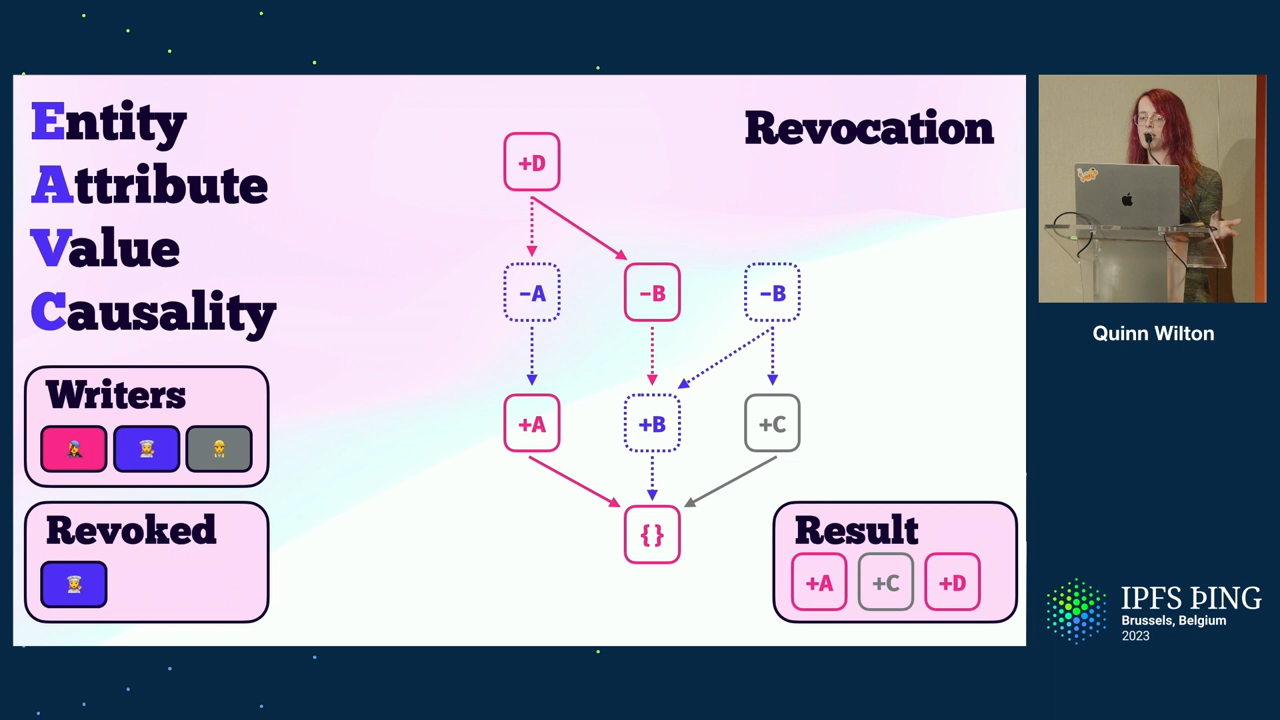 Entity
Attribute
Value
Causality
Revocation
+D
−A
−B
−B
+A
+B
+C
{}
Writers
Revoked
Result
+A
+C
+D
Quinn Wilton
IPFS ÞING
Brussels, Belgium
2023